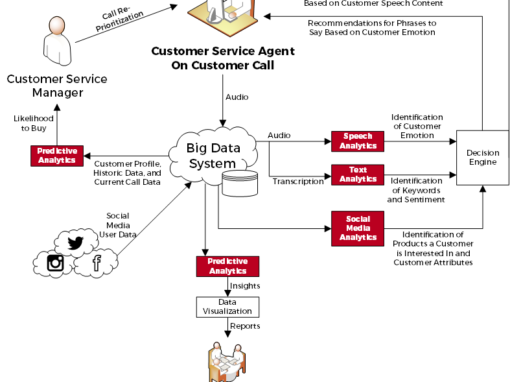 Based on Customer Speech Content
Call Re-
Prioritization
Recommendations for Phrases to
Say Based on Customer Emotion
Customer Service Agent
On Customer Call
Customer Service
Manager
Audio
Likelihood
to Buy
Predictive
Analytics
Customer Profile,
Historic Data, and
Current Call Data
Big Data
System
Audio
Speech
Analytics
Identification
of Customer
Emotion
Decision
Engine
Transcription
Text
Analytics
Identification
of Keywords
and Sentiment
Social
Media
User Data
f
Social
Media
Analytics
Identification of
Products a Customer
is Interested In and
Customer Attributes
Predictive
Analytics
Insights
Data
Visualization
Reports